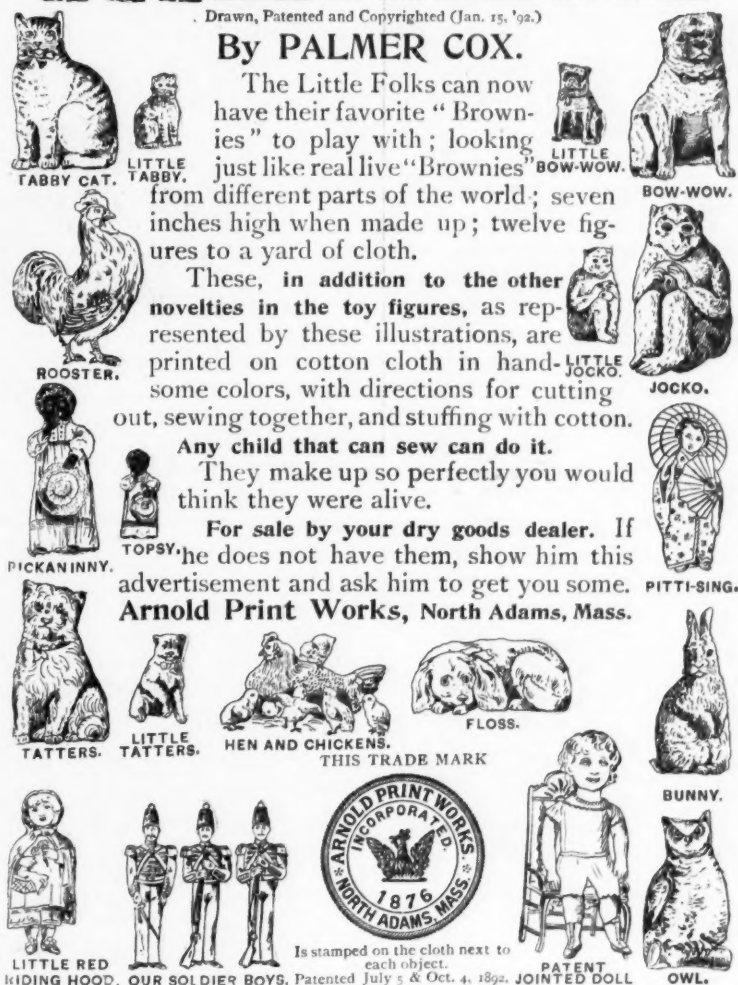 Drawn, Patented and Copyrighted (Jan. 15, '92.)
By PALMER COX.
The Little Folks can now
have their favorite "Brown-
ies" to play with; looking
just like real live "Brownies"
from different parts of the world; seven
inches high when made up; twelve fig-
ures to a yard of cloth.
These, in addition to the other
novelties in the toy figures, as rep-
resented by these illustrations, are
printed on cotton cloth in hand-
some colors, with directions for cutting
out, sewing together, and stuffing with cotton.
Any child that can sew can do it.
They make up so perfectly you would
think they were alive.
For sale by your dry goods dealer. If
he does not have them, show him this
advertisement and ask him to get you some.
Arnold Print Works, North Adams, Mass.
TABBY CAT.
LITTLE
TABBY.
LITTLE
BOW-WOW.
BOW-WOW.
ROOSTER.
LITTLE
JOCKO.
JOCKO.
PICKANINNY.
TOPSY.
PITTI-SING.
TATTERS.
LITTLE
TATTERS.
HEN AND CHICKENS.
FLOSS.
BUNNY.
THIS TRADE MARK
ARNOLD PRINT WORKS.
INCORPORATED.
1876
NORTH ADAMS, MASS.
Is stamped on the cloth next to
each object.
Patented July 5 & Oct. 4, 1892.
LITTLE RED
RIDING HOOD.
OUR SOLDIER BOYS.
PATENT
JOINTED DOLL
OWL.